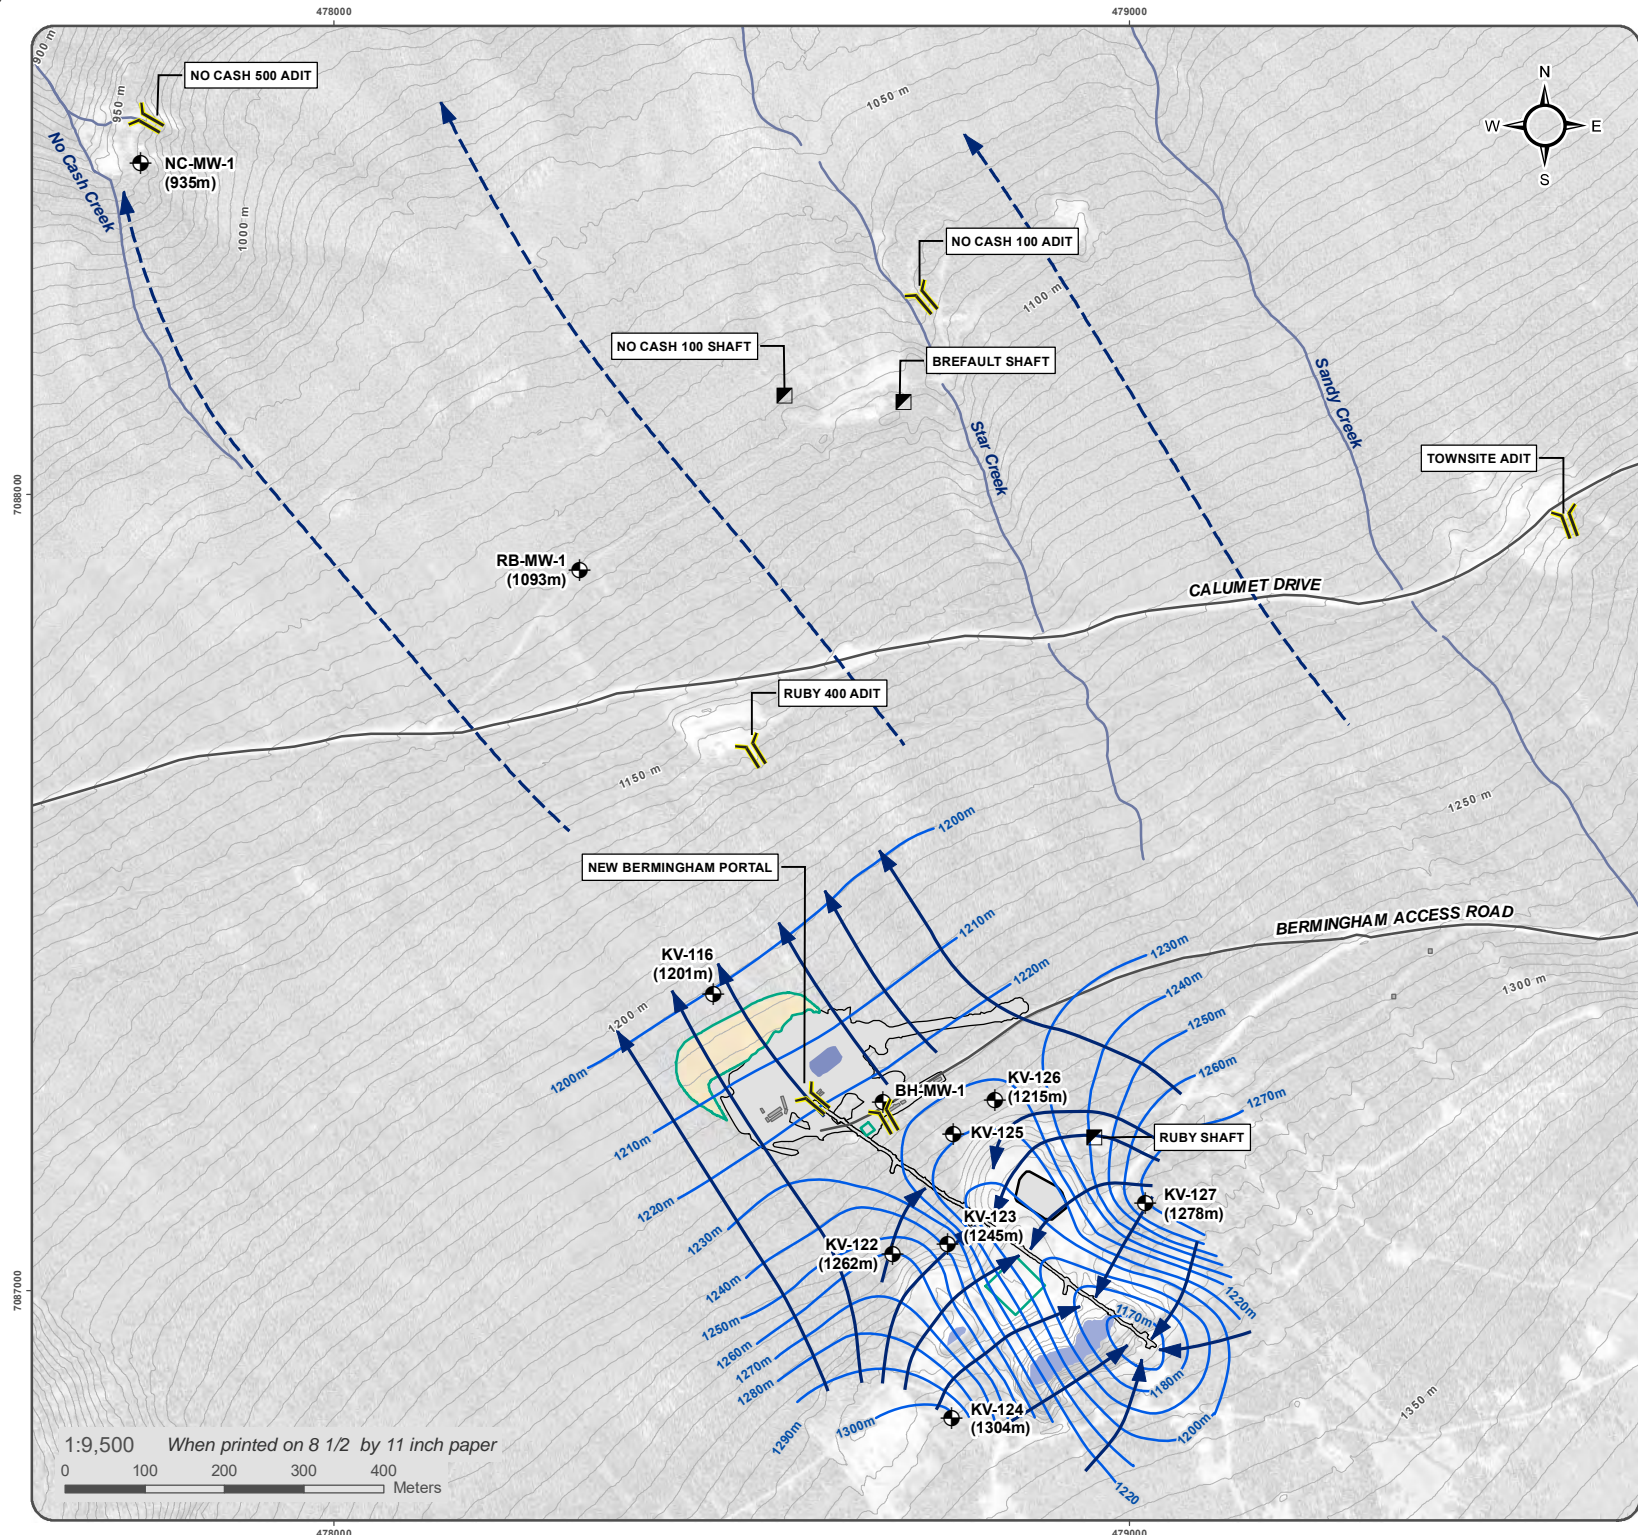 478000
479000
900 m
NO CASH 500 ADIT
950 m
1050 m
N
W
E
S
No Cash Creek
NC-MW-1
(935m)
1000 m
NO CASH 100 ADIT
1100 m
NO CASH 100 SHAFT
BREFAULT SHAFT
Sandy Creek
Star Creek
TOWNSITE ADIT
7088000
RB-MW-1
(1093m)
CALUMET DRIVE
RUBY 400 ADIT
1150 m
1250 m
1200m
NEW BERMINGHAM PORTAL
BERMINGHAM ACCESS ROAD
1210m
1230m
KV-116
(1201m)
1220m
1240m
1300 m
1200 m
1250m
1200m
1260m
KV-126
(1215m)
BH-MW-1
1270m
KV-125
RUBY SHAFT
1210m
KV-127
(1278m)
1220m
KV-123
(1245m)
1230m
KV-122
(1262m)
7087000
1240m
1220m
1170m
1250m
1260m
1270m
1280m
1180m
1350 m
KV-124
(1304m)
1300m
1290m
1200m
1220
1:9,500 When printed on 8 1/2 by 11 inch paper
0 100 200 300 400
Meters
478000
479000